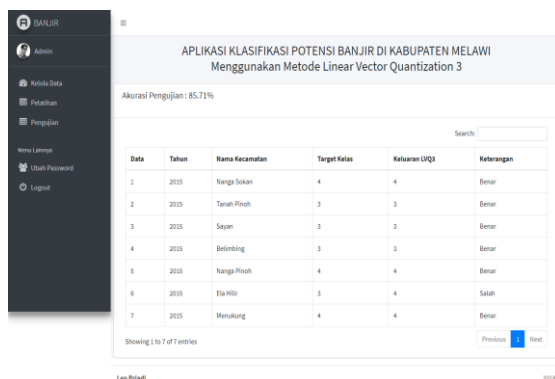 BANJIR
Admin
Kelola Data
Pelatihan
Pengujian
Menu Lainnya
Ubah Password
Logout
APLIKASI KLASIFIKASI POTENSI BANJIR DI KABUPATEN MELAWI
Menggunakan Metode Linear Vector Quantization 3
Akurasi Pengujian : 85.71%
Search:
Data Tahun Nama Kecamatan Target Kelas Keluaran LVQ3 Keterangan
1 2015 Nanga Sokan 4 4 Benar
2 2015 Tanah Pinoh 3 3 Benar
3 2015 Sayan 3 3 Benar
4 2015 Belimbing 3 3 Benar
5 2015 Nanga Pinoh 4 4 Benar
6 2015 Ela Hilir 3 4 Salah
7 2015 Menukung 4 4 Benar
Showing 1 to 7 of 7 entries
Previous 1 Next